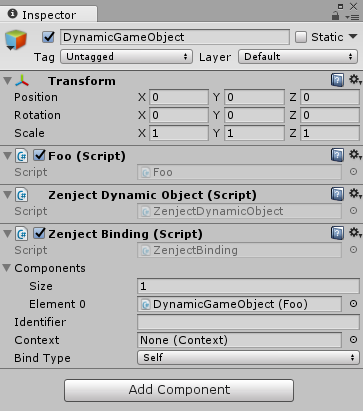 Inspector
DynamicGameObject Static
Tag Untagged Layer Default
Transform
Position X 0 Y 0 Z 0
Rotation X 0 Y 0 Z 0
Scale X 1 Y 1 Z 1
Foo (Script)
Script Foo
Zenject Dynamic Object (Script)
Script ZenjectDynamicObject
Zenject Binding (Script)
Script ZenjectBinding
Components
Size 1
Element 0 DynamicGameObject (Foo)
Identifier
Context None (Context)
Bind Type Self
Add Component